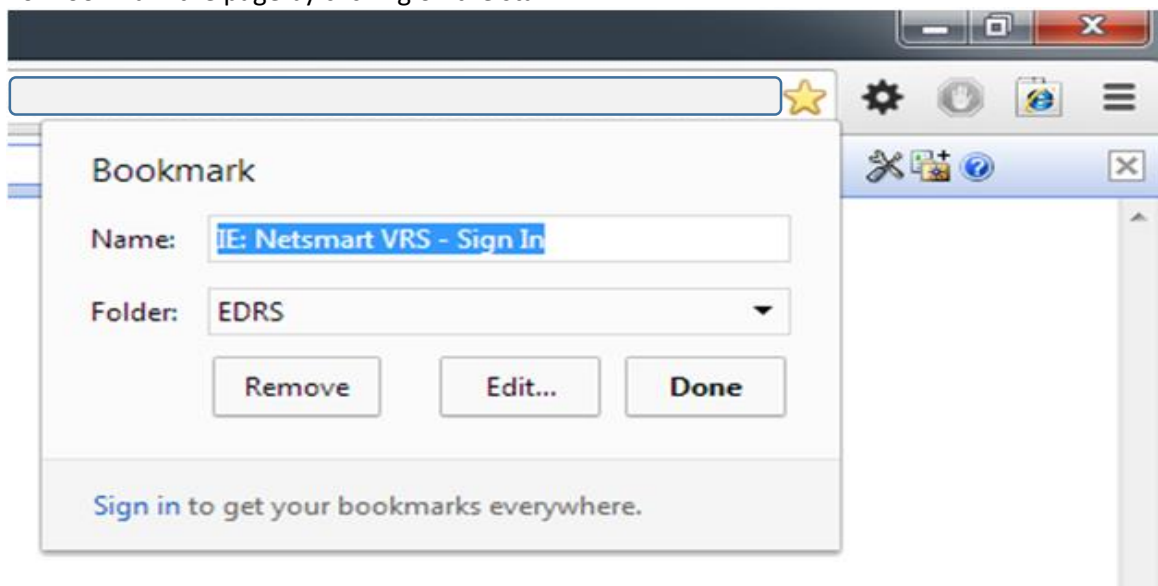 Bookmark
Name: IE: Netsmart VRS - Sign In
Folder: EDRS
Remove Edit... Done
Sign in to get your bookmarks everywhere.